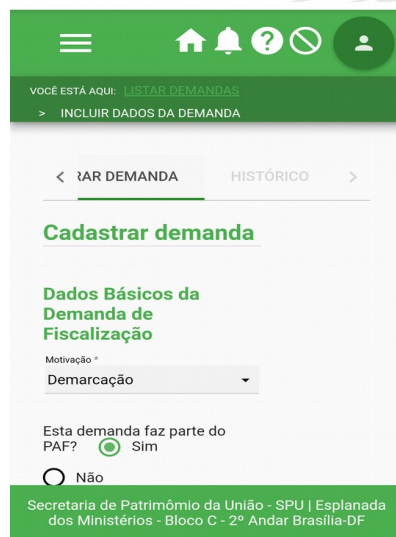 VOCÊ ESTÁ AQUI: LISTAR DEMANDAS
> INCLUIR DADOS DA DEMANDA
< RAR DEMANDA HISTÓRICO >
Cadastrar demanda
Dados Básicos da
Demanda de
Fiscalização
Motivação *
Demarcação
Esta demanda faz parte do
PAF? Sim
Não
Secretaria de Patrimômio da União - SPU | Esplanada
dos Ministérios - Bloco C - 2º Andar Brasília-DF